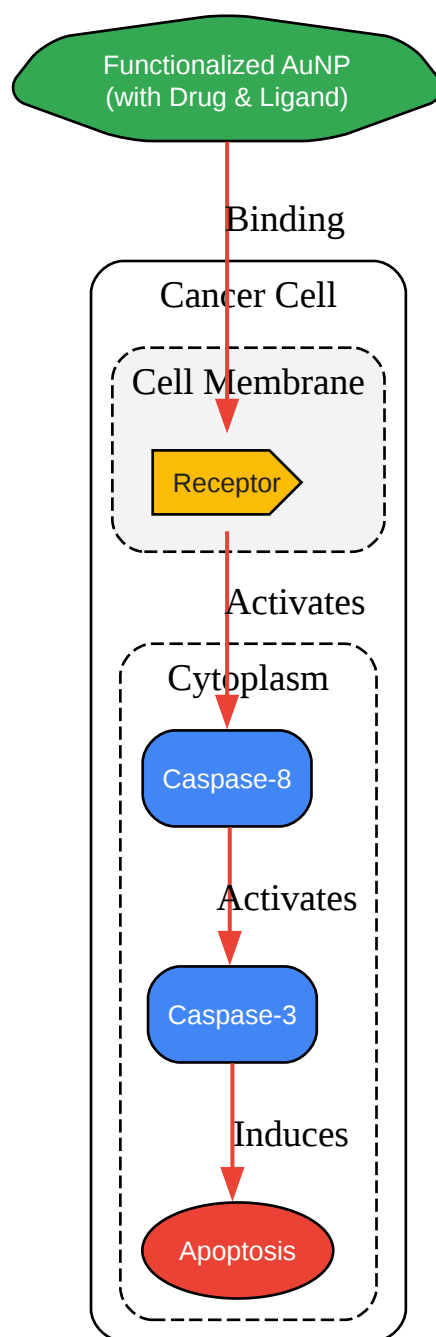 Functionalized AuNP
(with Drug & Ligand)
Binding
Cancer Cell
Cell Membrane
Receptor
Activates
Cytoplasm
Caspase-8
Activates
Caspase-3
Induces
Apoptosis